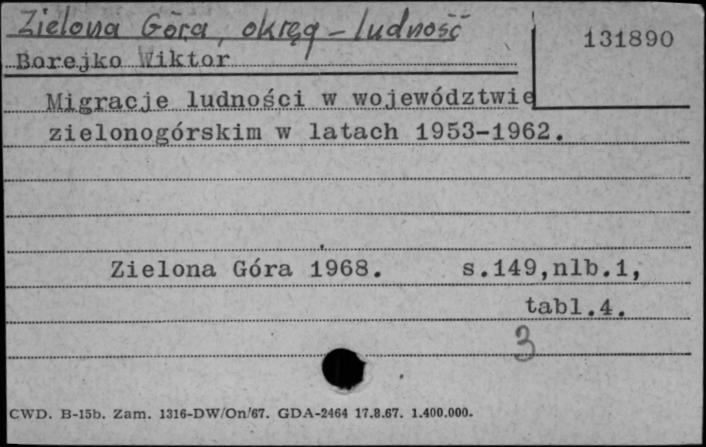 Zielona Góra, okręg - ludność
131890
Borejko Wiktor
Migracje ludności w województwie
zielonogórskim w latach 1953-1962.
Zielona Góra 1968. s.149,nlb.1,
tabl.4.
3
CWD. B-15b. Zam. 1316-DW/On/67. GDA-2464 17.8.67. 1.400.000.